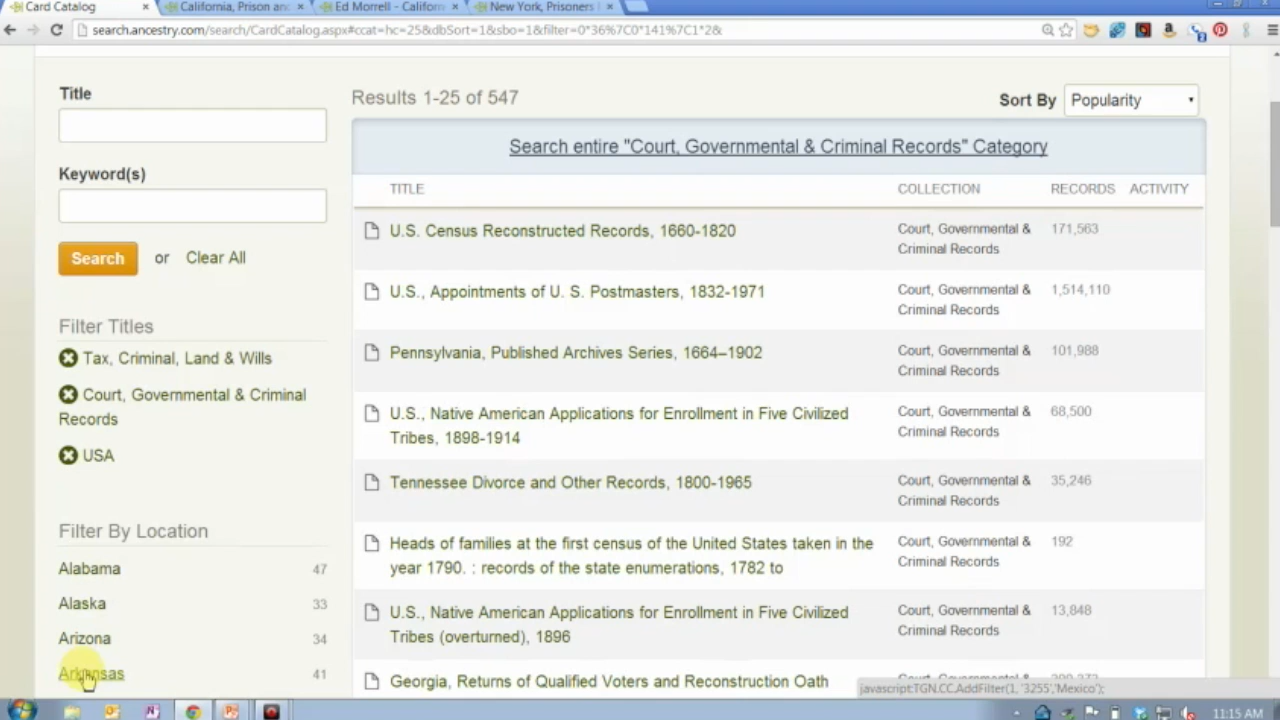 Card Catalog
California, Prison an
Ed Morrell - Californ
New York, Prisoners
search.ancestry.com/search/CardCatalog.aspx#ccat=hc=25&dbSort=1&sbo=1&filter=0*36%7C0*141%7C1*2&
Title
Keyword(s)
Search or Clear All
Filter Titles
Tax, Criminal, Land & Wills
Court, Governmental & Criminal
Records
USA
Filter By Location
Alabama 47
Alaska 33
Arizona 34
Arkansas 41
Results 1-25 of 547
Sort By Popularity
Search entire "Court, Governmental & Criminal Records" Category
TITLE COLLECTION RECORDS ACTIVITY
U.S. Census Reconstructed Records, 1660-1820 Court, Governmental & 171,563
Criminal Records
U.S., Appointments of U. S. Postmasters, 1832-1971 Court, Governmental & 1,514,110
Criminal Records
Pennsylvania, Published Archives Series, 1664–1902 Court, Governmental & 101,988
Criminal Records
U.S., Native American Applications for Enrollment in Five Civilized Court, Governmental & 68,500
Tribes, 1898-1914 Criminal Records
Tennessee Divorce and Other Records, 1800-1965 Court, Governmental & 35,246
Criminal Records
Heads of families at the first census of the United States taken in the Court, Governmental & 192
year 1790. : records of the state enumerations, 1782 to Criminal Records
U.S., Native American Applications for Enrollment in Five Civilized Court, Governmental & 13,848
Tribes (overturned), 1896 Criminal Records
Georgia, Returns of Qualified Voters and Reconstruction Oath
javascript:TGN.CC.AddFilter(1, '3255','Mexico');
11:15 AM